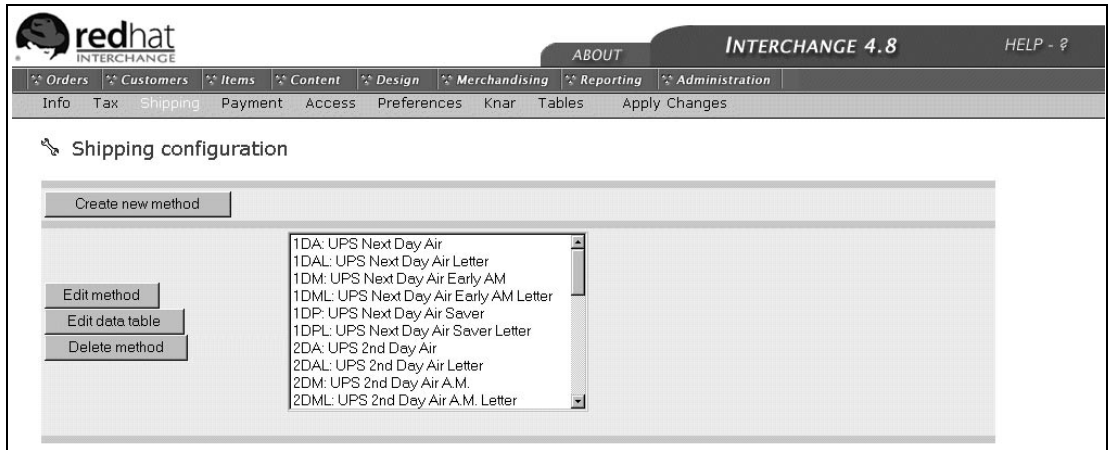 redhat
INTERCHANGE
ABOUT
INTERCHANGE 4.8
HELP - ?
Orders Customers Items Content Design Merchandising Reporting Administration
Info Tax Shipping Payment Access Preferences Knar Tables Apply Changes
Shipping configuration
Create new method
1DA: UPS Next Day Air
1DAL: UPS Next Day Air Letter
1DM: UPS Next Day Air Early AM
1DML: UPS Next Day Air Early AM Letter
1DP: UPS Next Day Air Saver
1DPL: UPS Next Day Air Saver Letter
2DA: UPS 2nd Day Air
2DAL: UPS 2nd Day Air Letter
2DM: UPS 2nd Day Air A.M.
2DML: UPS 2nd Day Air A.M. Letter
Edit method
Edit data table
Delete method